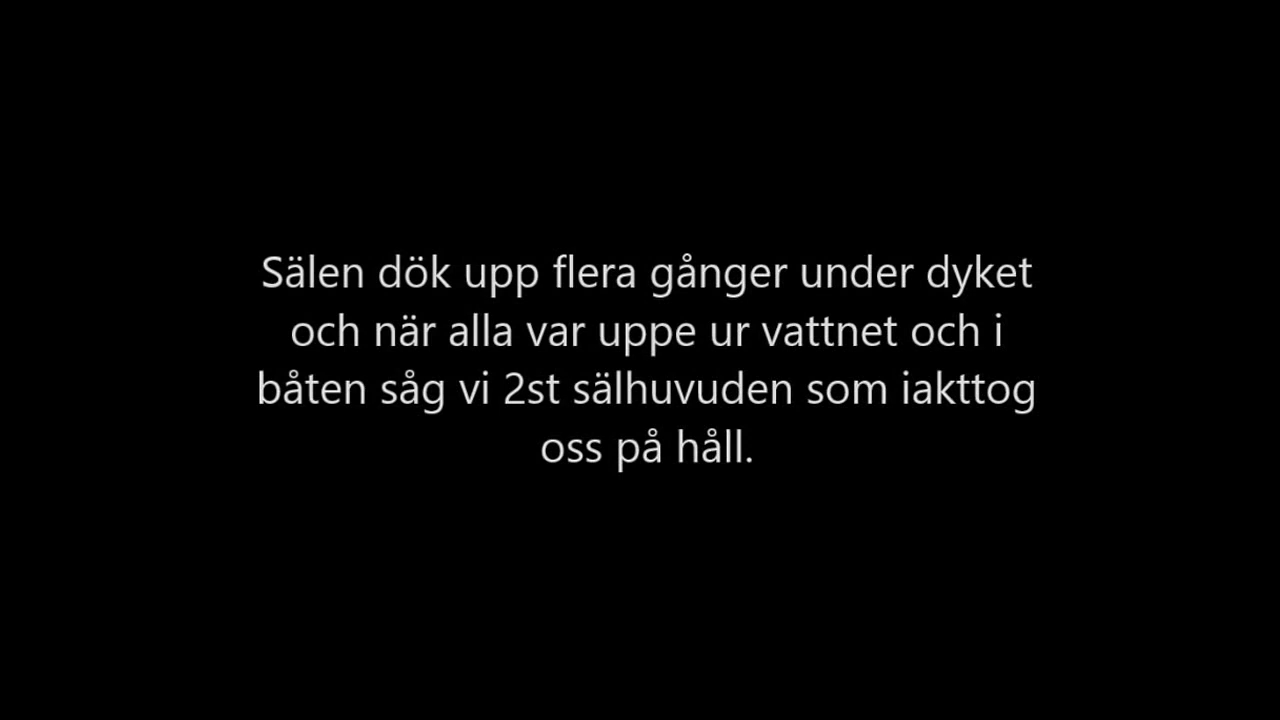 Sälen dök upp flera gånger under dyket
och när alla var uppe ur vattnet och i
båten såg vi 2st sälhuvuden som iakttog
oss på håll.